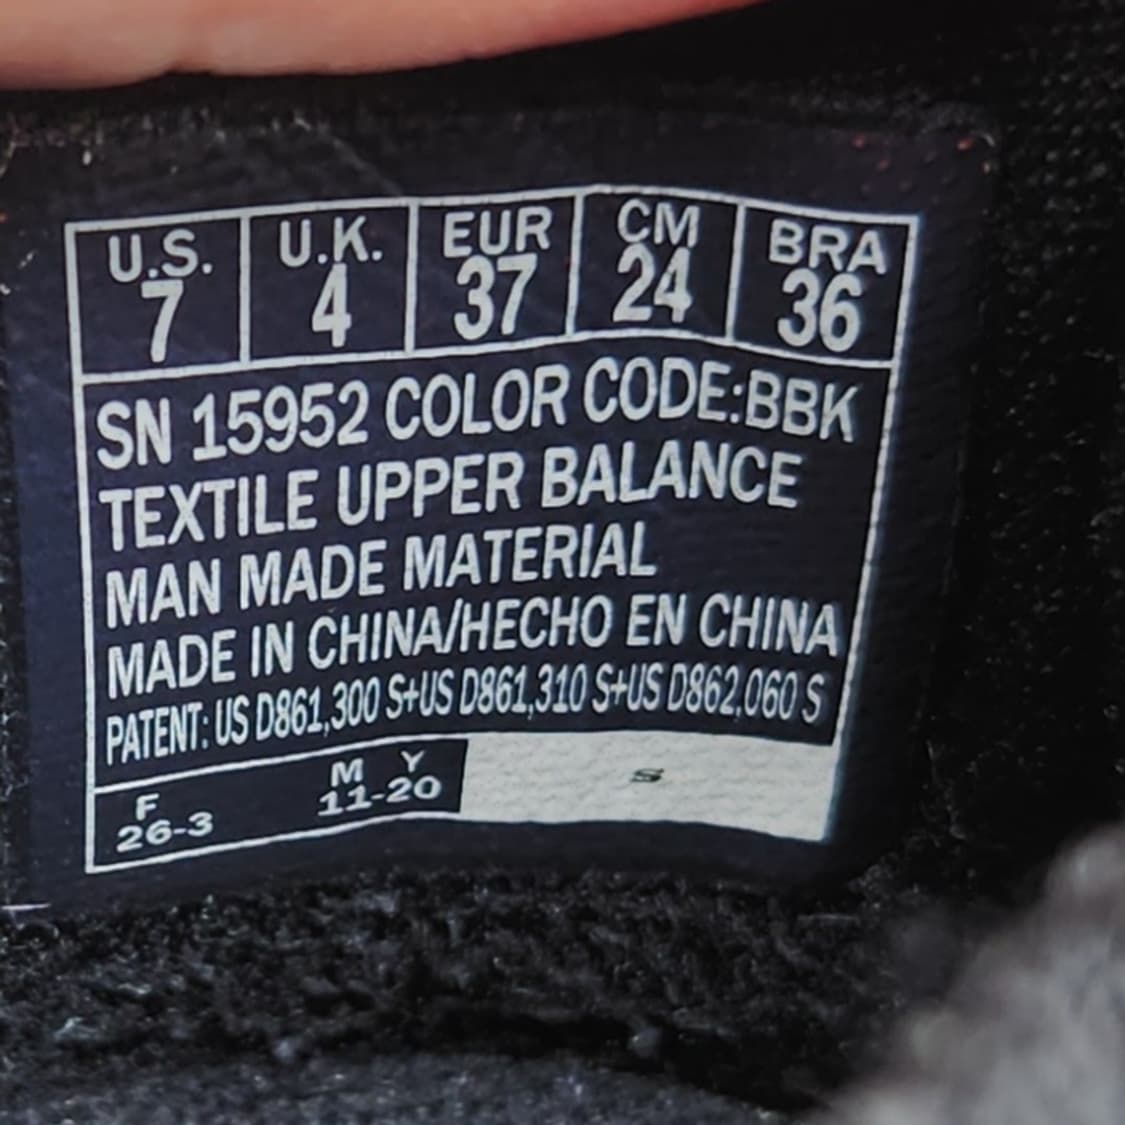 U.S. U.K. EUR CM BRA
7 4 37 24 36
SN 15952 COLOR CODE:BBK
TEXTILE UPPER BALANCE
MAN MADE MATERIAL
MADE IN CHINA/HECHO EN CHINA
PATENT: US D861,300 S+US D861,310 S+US D862,060 S
F M Y
26-3 11-20
S